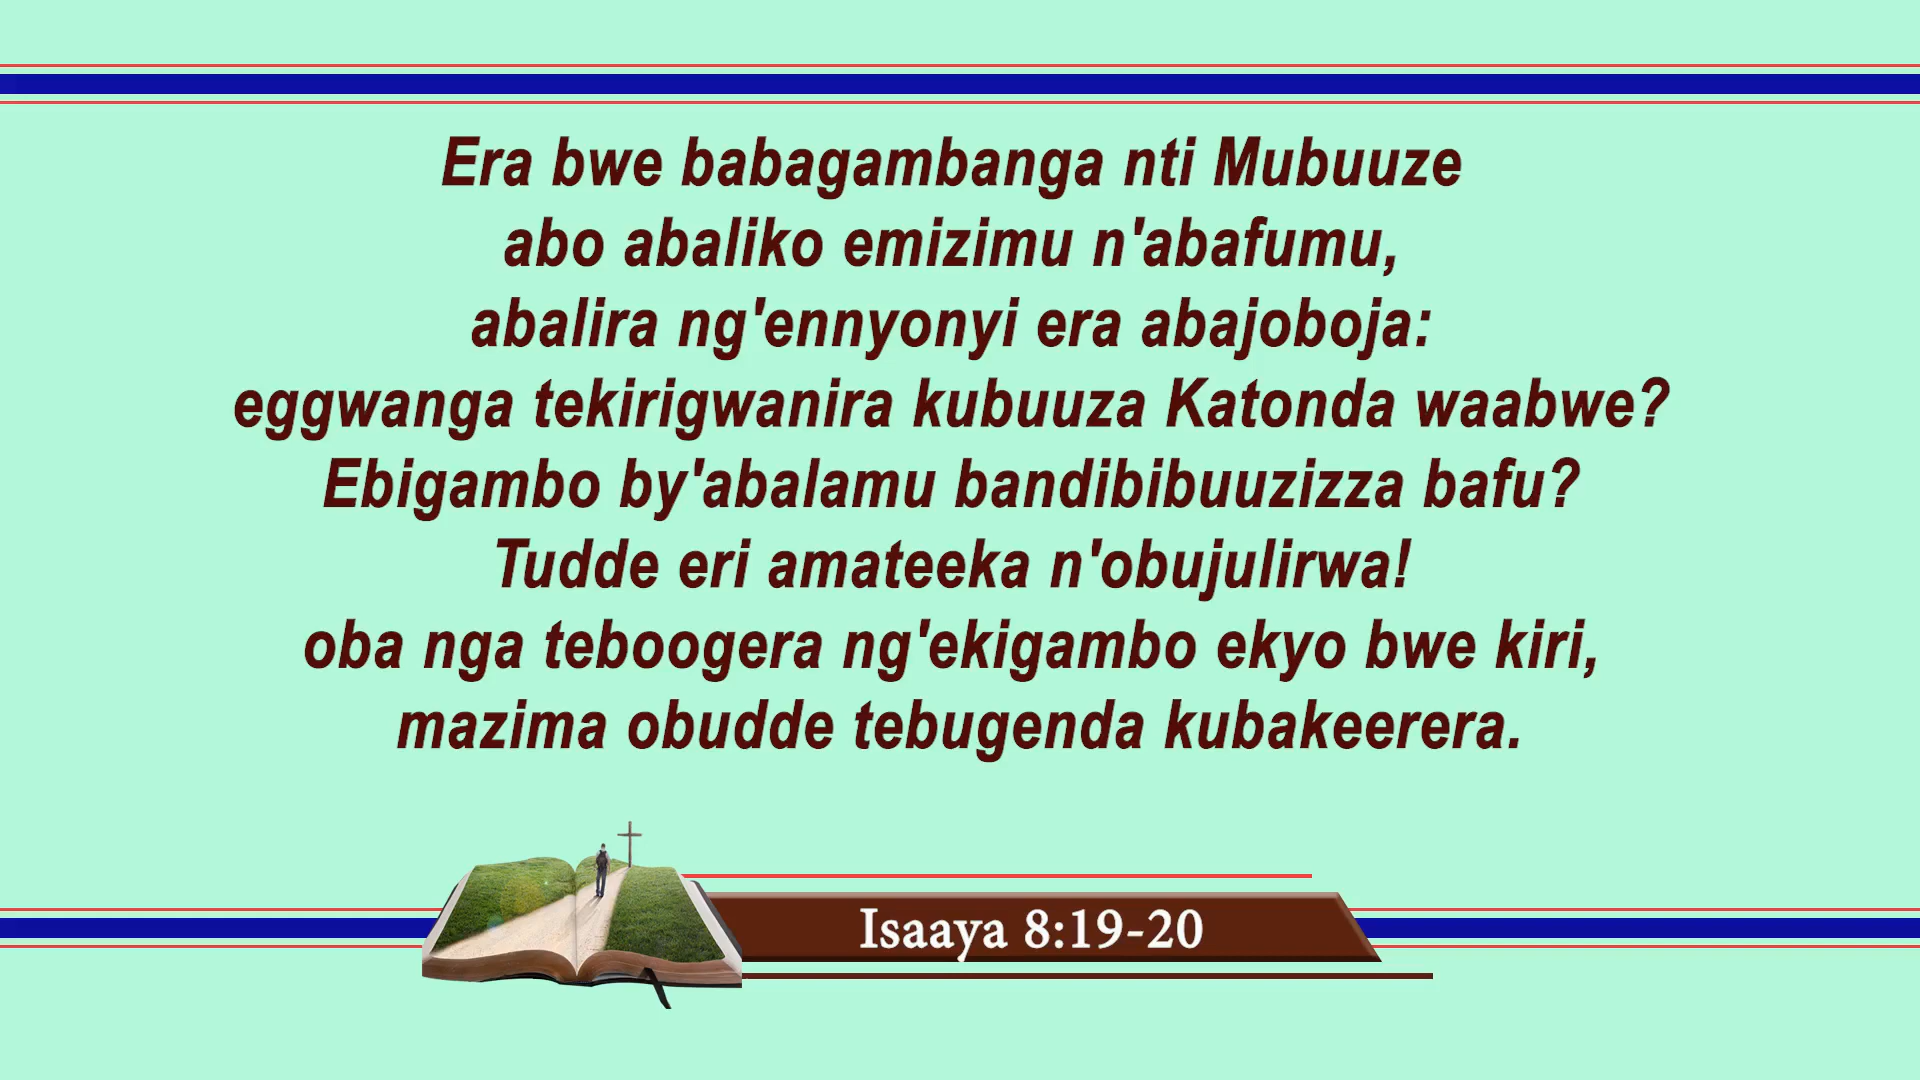 Era bwe babagambanga nti Mubuuze
abo abaliko emizimu n'abafumu,
abalira ng'ennyonyi era abajoboja:
eggwanga tekirigwanira kubuuza Katonda waabwe?
Ebigambo by'abalamu bandibibuuzizza bafu?
Tudde eri amateeka n'obujulirwa!
oba nga teboogera ng'ekigambo ekyo bwe kiri,
mazima obudde tebugenda kubakeerera.
Isaaya 8:19-20